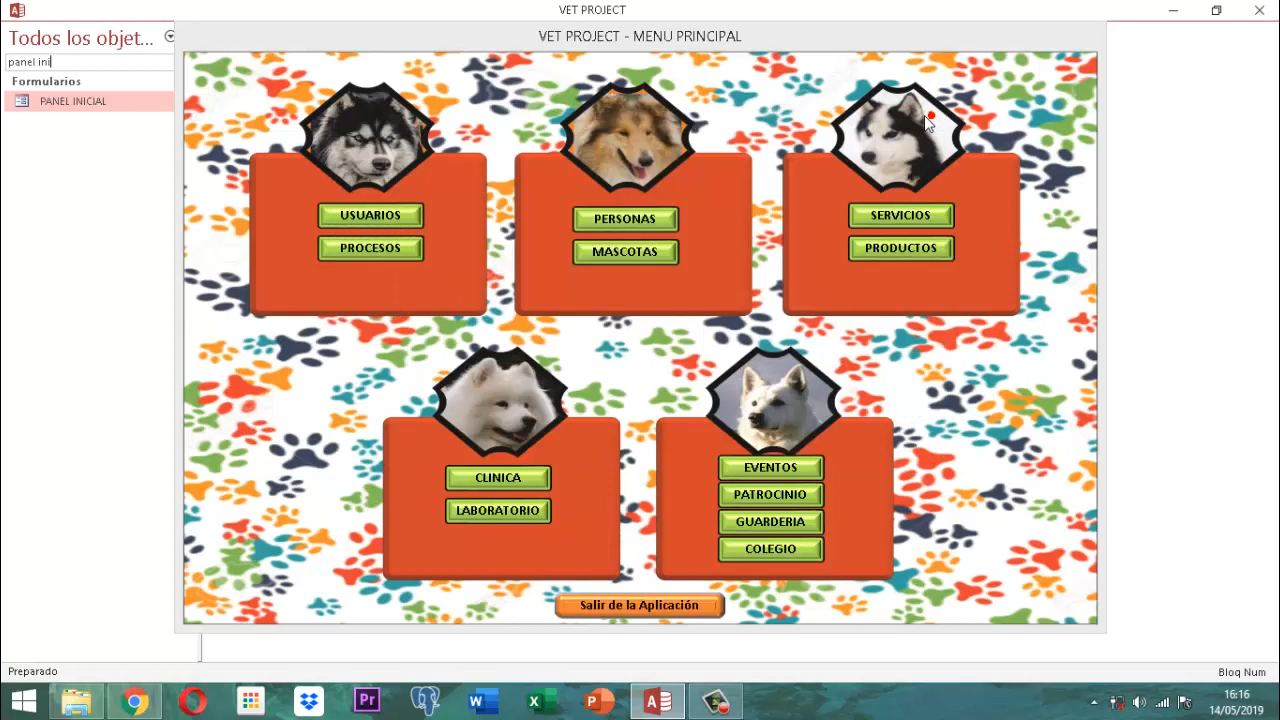 VET PROJECT
Todos los objet...
panel ini
Formularios
PANEL INICIAL
VET PROJECT - MENU PRINCIPAL
USUARIOS
PROCESOS
PERSONAS
MASCOTAS
SERVICIOS
PRODUCTOS
CLINICA
LABORATORIO
EVENTOS
PATROCINIO
GUARDERIA
COLEGIO
Salir de la Aplicación
Preparado
Bloq Num
Pr
W
X
P
A
16:16
14/05/2019